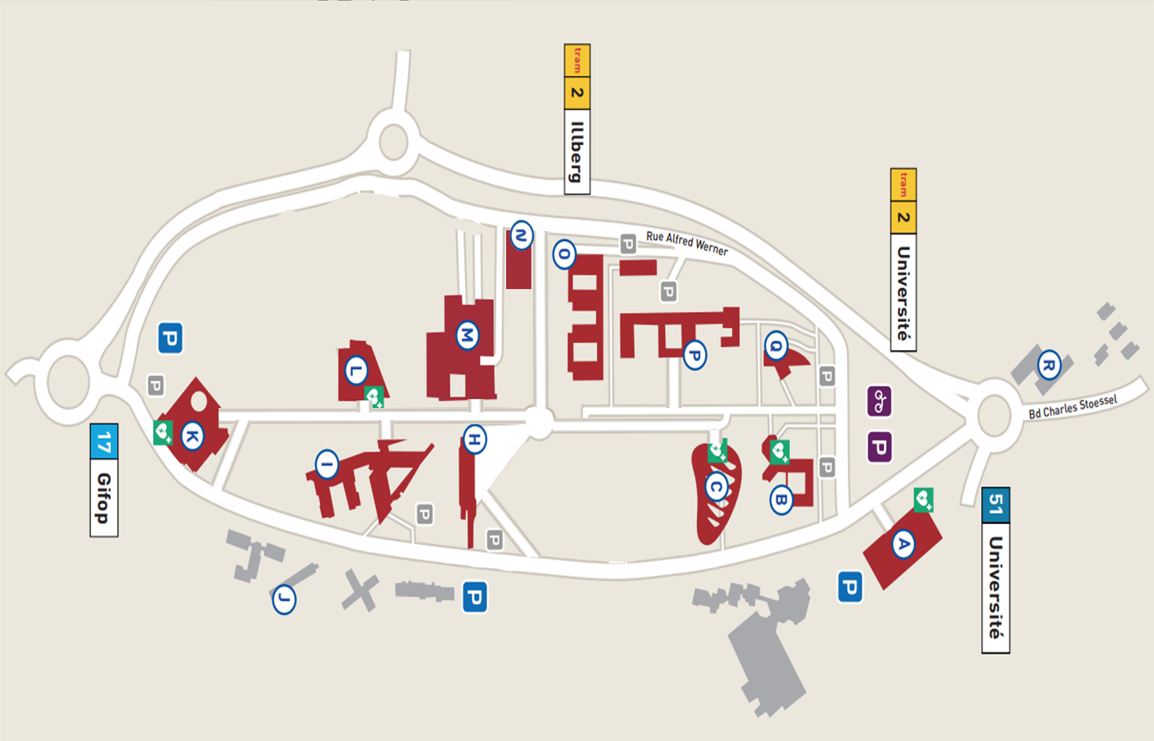 tram 2 Illberg
tram 2 Université
Rue Alfred Werner
Bd Charles Stoessel
N
O
P
P
M
P
Q
R
P
L
P
P
K
H
I
C
B
P
P
17 Gifop
51 Université
P
P
A
J
P
P